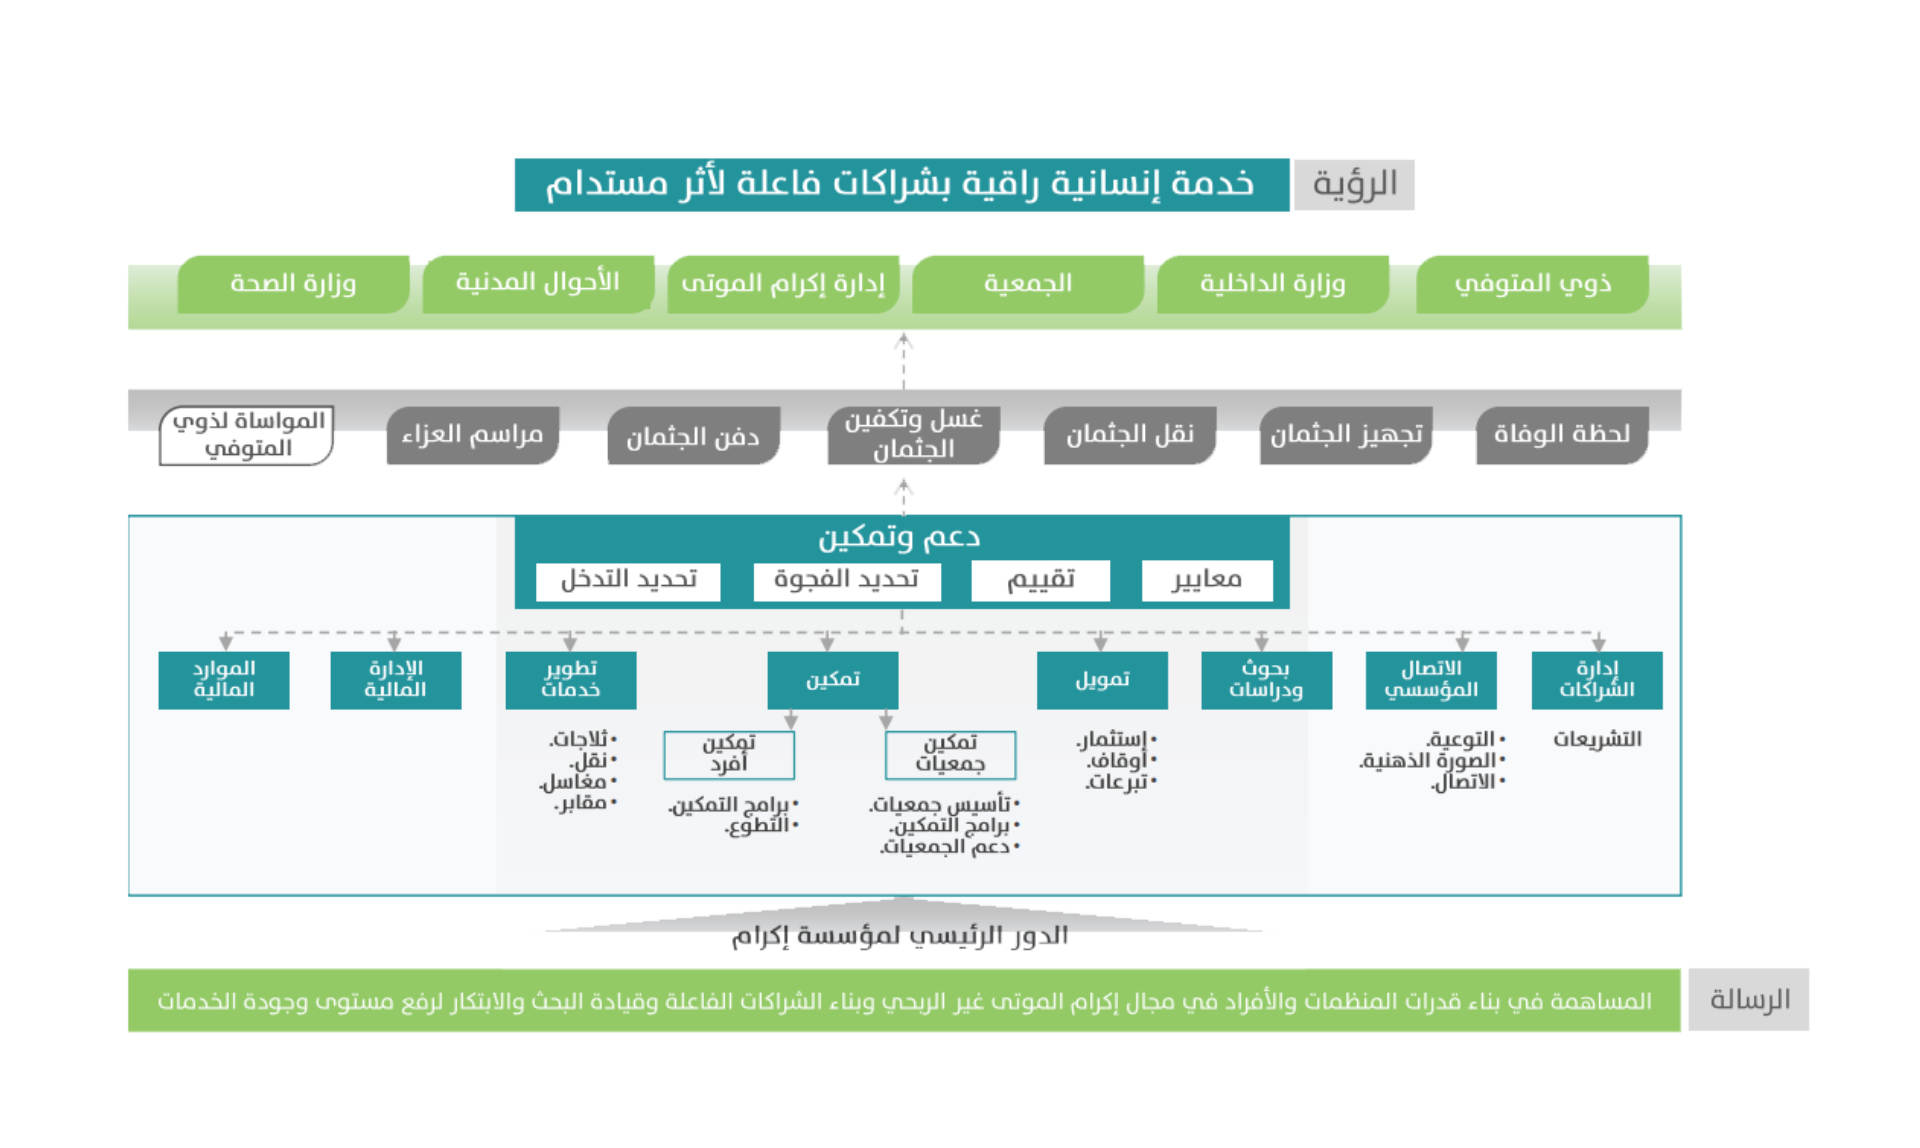 الرؤية
خدمة إنسانية راقية بشراكات فاعلة لأثر مستدام
ذوي المتوفي
وزارة الداخلية
الجمعية
إدارة إكرام الموتى
الأحوال المدنية
وزارة الصحة
لحظة الوفاة
تجهيز الجثمان
نقل الجثمان
غسل وتكفين
الجثمان
دفن الجثمان
مراسم العزاء
المواساة لذوي
المتوفي
دعم وتمكين
معايير
تقييم
تحديد الفجوة
تحديد التدخل
إدارة
الشراكات
التشريعات
الاتصال
المؤسسي
•التوعية.
•الصورة الذهنية.
•الاتصال.
بحوث
ودراسات
تمويل
•إستثمار.
•أوقاف.
•تبرعات.
تمكين
تمكين
جمعيات
•تأسيس جمعيات.
•برامج التمكين.
•دعم الجمعيات.
تمكين
أفرد
•برامج التمكين.
•التطوع.
تطوير
خدمات
•ثلاجات.
•نقل.
•مغاسل.
•مقابر.
الإدارة
المالية
الموارد
المالية
الدور الرئيسي لمؤسسة إكرام
الرسالة
المساهمة في بناء قدرات المنظمات والأفراد في مجال إكرام الموتى غير الربحي وبناء الشراكات الفاعلة وقيادة البحث والابتكار لرفع مستوى وجودة الخدمات